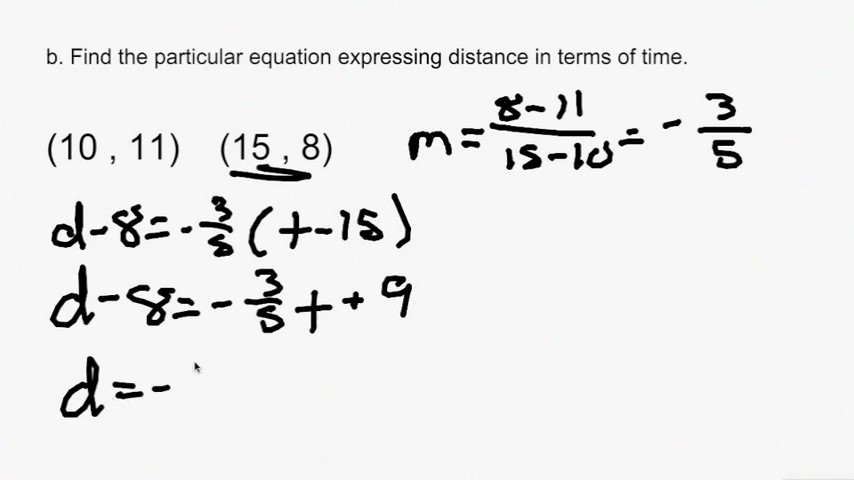 b. Find the particular equation expressing distance in terms of time.
(10 , 11) (15 , 8) m = 8-11/15-10 = - 3/5
d-8=-3/5(t-15)
d-8=-3/5t+9
d=-